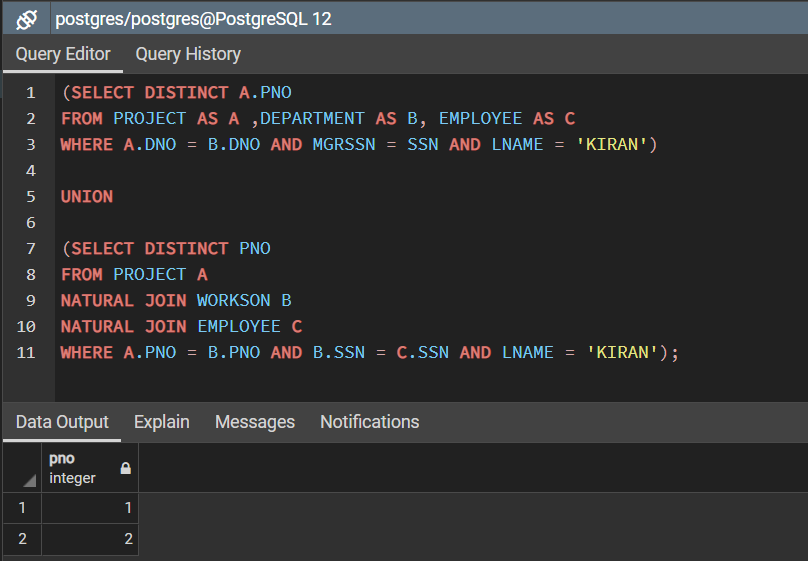 postgres/postgres@PostgreSQL 12
Query Editor Query History
1 (SELECT DISTINCT A.PNO
2 FROM PROJECT AS A ,DEPARTMENT AS B, EMPLOYEE AS C
3 WHERE A.DNO = B.DNO AND MGRSSN = SSN AND LNAME = 'KIRAN')
4
5 UNION
6
7 (SELECT DISTINCT PNO
8 FROM PROJECT A
9 NATURAL JOIN WORKSON B
10 NATURAL JOIN EMPLOYEE C
11 WHERE A.PNO = B.PNO AND B.SSN = C.SSN AND LNAME = 'KIRAN');
Data Output Explain Messages Notifications
pno
integer
1 1
2 2